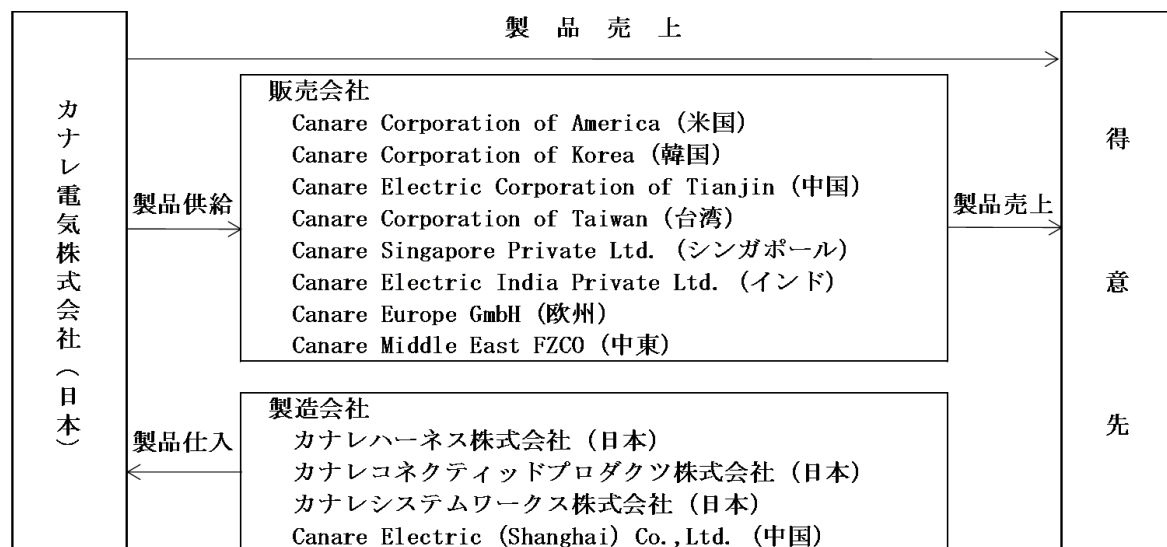 製品売上
カナレ電気株式会社（日本）
製品供給
販売会社
Canare Corporation of America (米国)
Canare Corporation of Korea (韓国)
Canare Electric Corporation of Tianjin (中国)
Canare Corporation of Taiwan (台湾)
Canare Singapore Private Ltd. (シンガポール)
Canare Electric India Private Ltd. (インド)
Canare Europe GmbH (欧州)
Canare Middle East FZCO (中東)
製品売上
得意先
製品仕入
製造会社
カナレハーネス株式会社 (日本)
カナレコネクティッドプロダクツ株式会社 (日本)
カナレシステムワークス株式会社 (日本)
Canare Electric (Shanghai) Co.,Ltd. (中国)